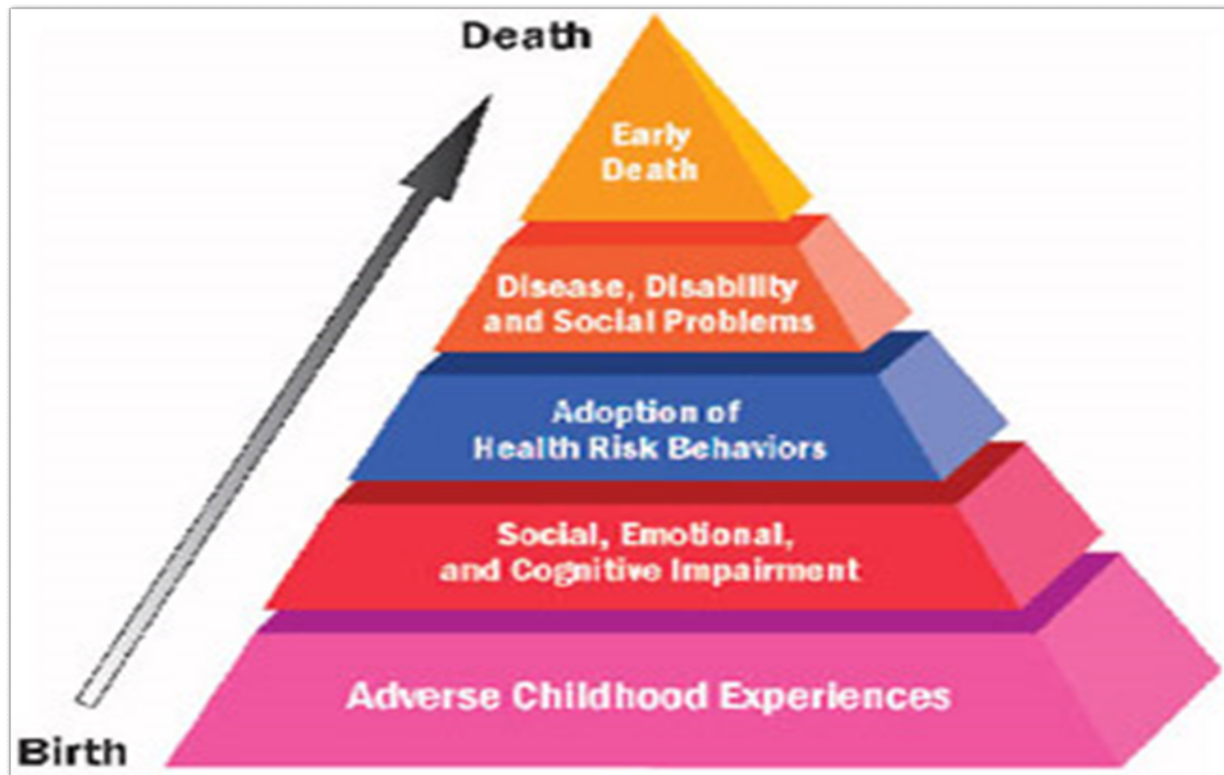 Death
Early
Death
Disease, Disability
and Social Problems
Adoption of
Health Risk Behaviors
Social, Emotional,
and Cognitive Impairment
Adverse Childhood Experiences
Birth